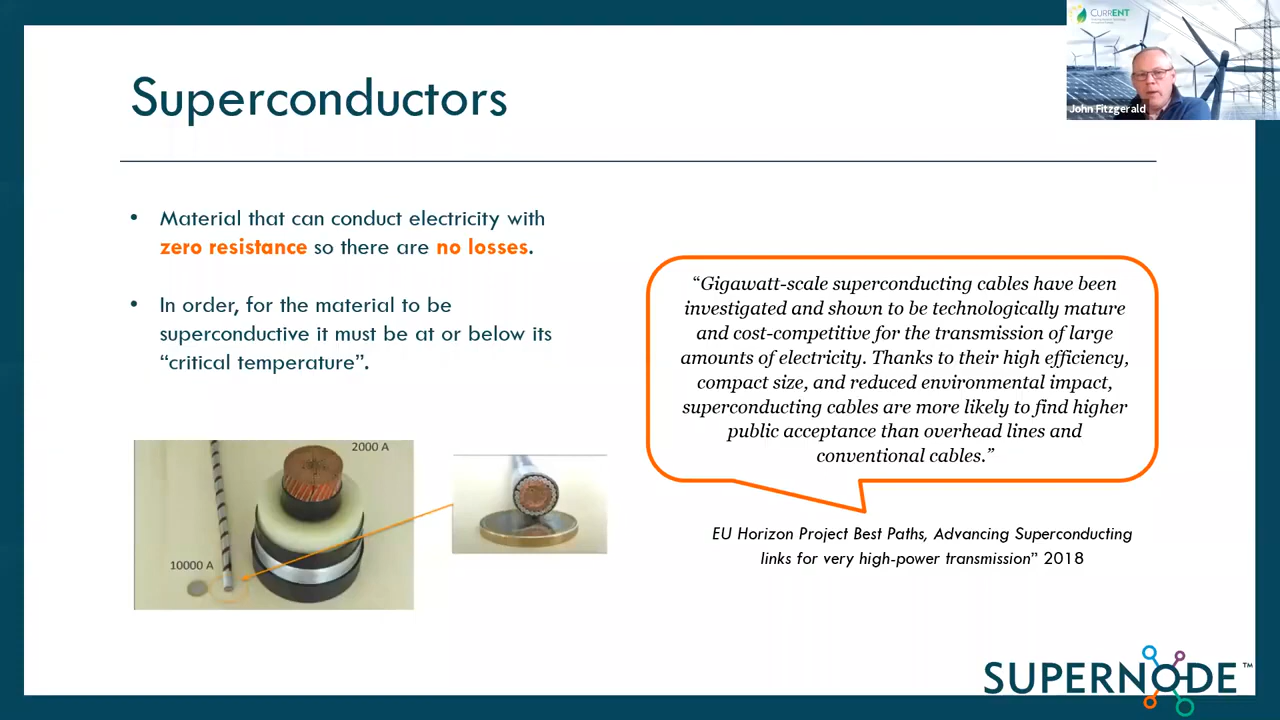 CURRENT
John Fitzgerald
Superconductors
• Material that can conduct electricity with
zero resistance so there are no losses.
• In order, for the material to be
superconductive it must be at or below its
“critical temperature”.
2000 A
10000 A
“Gigawatt-scale superconducting cables have been
investigated and shown to be technologically mature
and cost-competitive for the transmission of large
amounts of electricity. Thanks to their high efficiency,
compact size, and reduced environmental impact,
superconducting cables are more likely to find higher
public acceptance than overhead lines and
conventional cables.”
EU Horizon Project Best Paths, Advancing Superconducting
links for very high-power transmission” 2018
SUPERNODE™